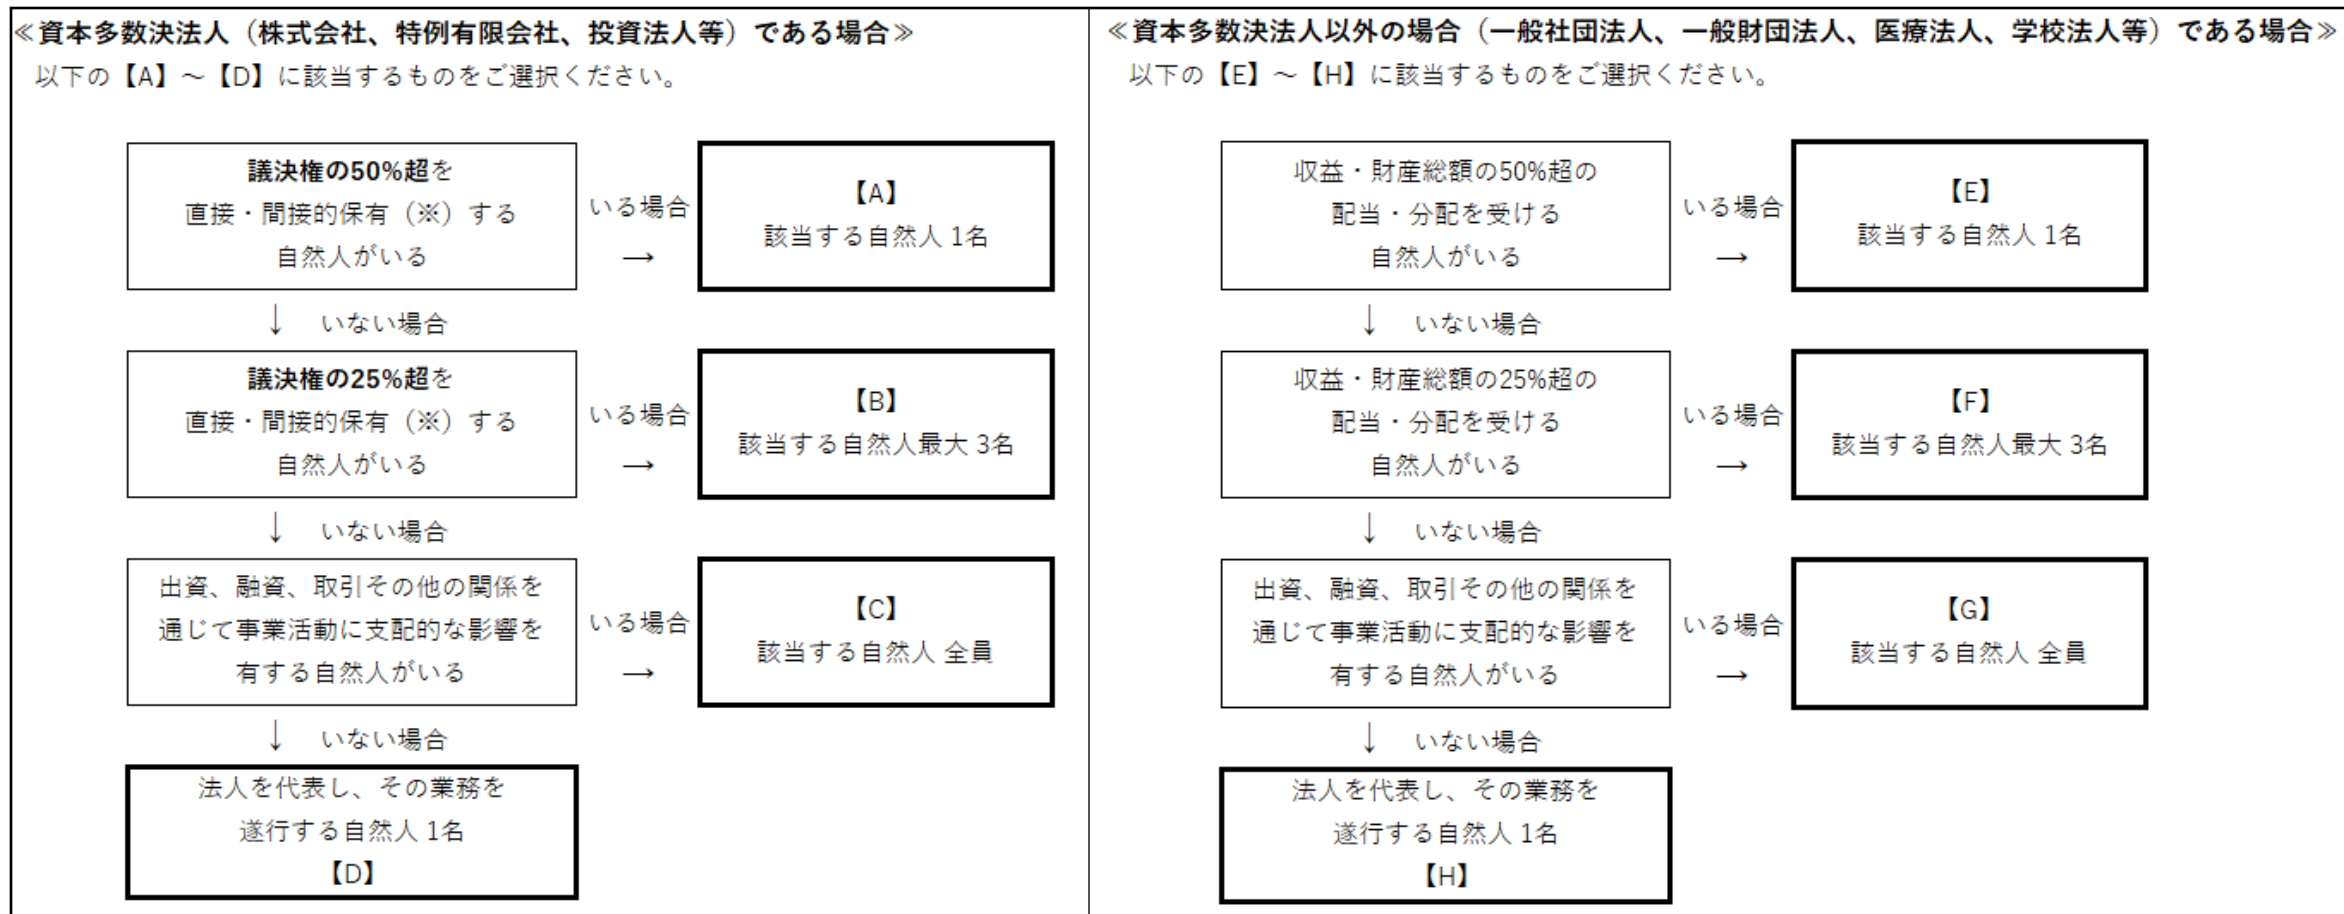 ≪資本多数決法人（株式会社、特例有限会社、投資法人等）である場合≫
以下の【A】～【D】に該当するものをご選択ください。
議決権の50%超を
直接・間接的保有（※）する
自然人がいる
いる場合
→
【A】
該当する自然人 1名
↓ いない場合
議決権の25%超を
直接・間接的保有（※）する
自然人がいる
いる場合
→
【B】
該当する自然人最大 3名
↓ いない場合
出資、融資、取引その他の関係を
通じて事業活動に支配的な影響を
有する自然人がいる
いる場合
→
【C】
該当する自然人 全員
↓ いない場合
法人を代表し、その業務を
遂行する自然人 1名
【D】
≪資本多数決法人以外の場合（一般社団法人、一般財団法人、医療法人、学校法人等）である場合≫
以下の【E】～【H】に該当するものをご選択ください。
収益・財産総額の50%超の
配当・分配を受ける
自然人がいる
いる場合
→
【E】
該当する自然人 1名
↓ いない場合
収益・財産総額の25%超の
配当・分配を受ける
自然人がいる
いる場合
→
【F】
該当する自然人最大 3名
↓ いない場合
出資、融資、取引その他の関係を
通じて事業活動に支配的な影響を
有する自然人がいる
いる場合
→
【G】
該当する自然人 全員
↓ いない場合
法人を代表し、その業務を
遂行する自然人 1名
【H】